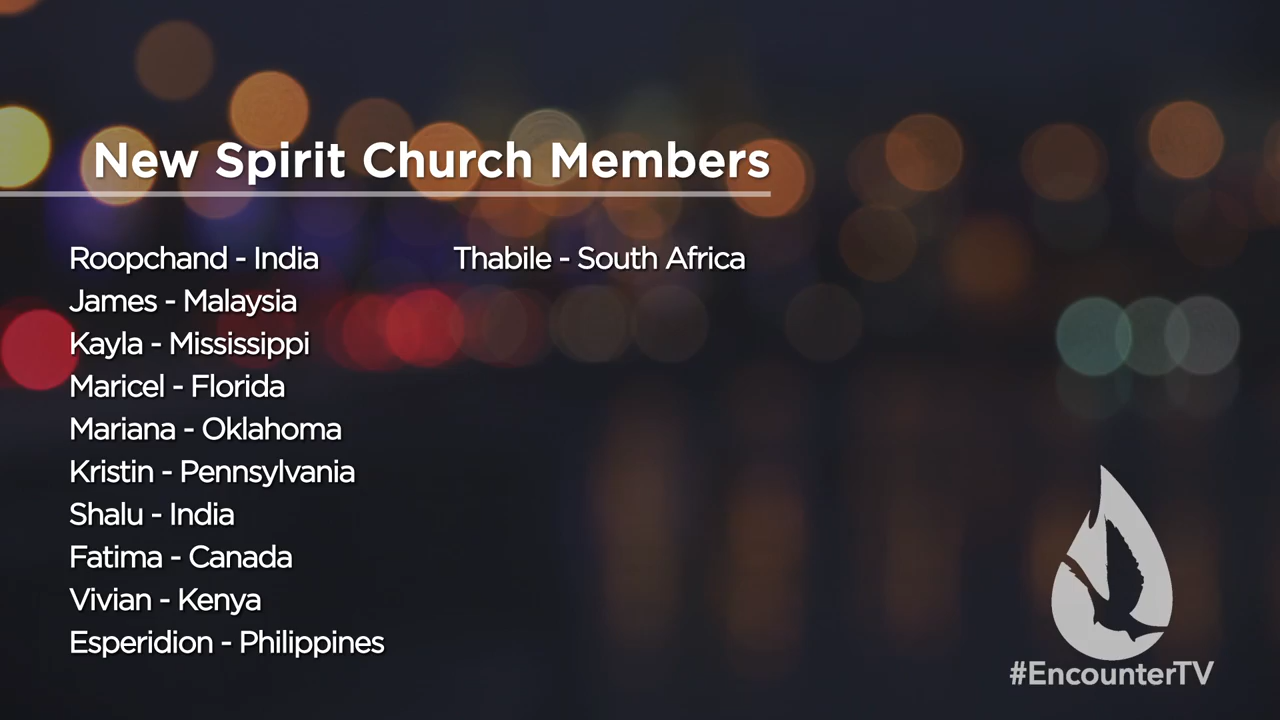 New Spirit Church Members
Roopchand - India
James - Malaysia
Kayla - Mississippi
Maricel - Florida
Mariana - Oklahoma
Kristin - Pennsylvania
Shalu - India
Fatima - Canada
Vivian - Kenya
Esperidion - Philippines
Thabile - South Africa
#EncounterTV